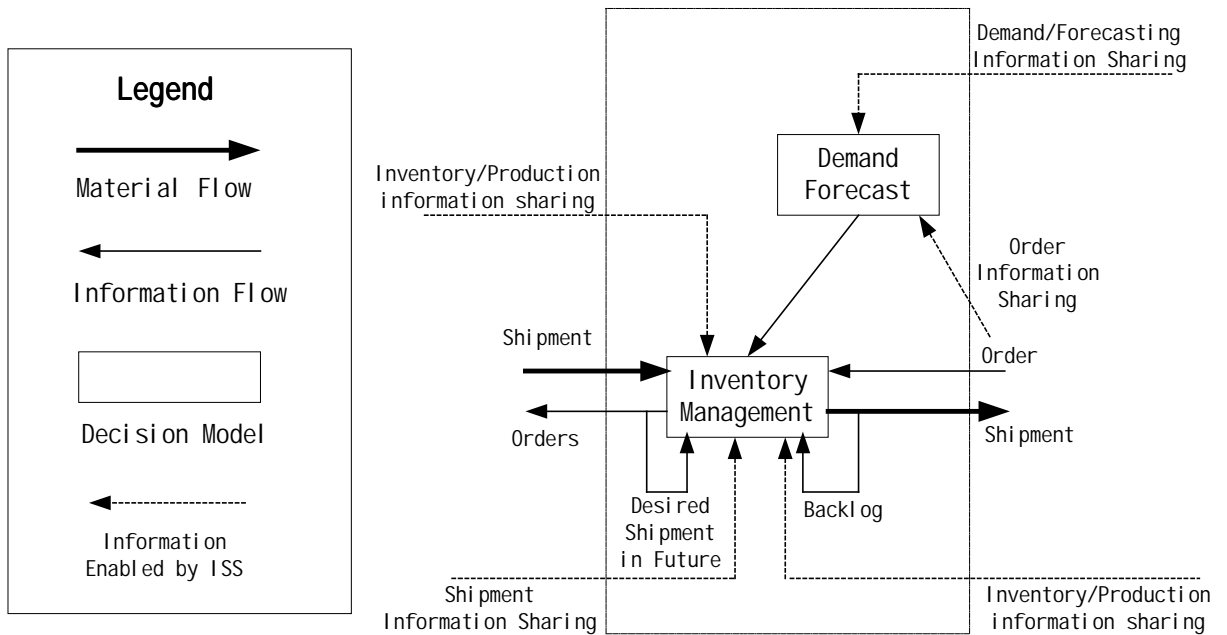 Legend
Material Flow
Information Flow
Decision Model
Information
Enabled by ISS
Demand/Forecasting
Information Sharing
Demand
Forecast
Inventory/Production
information sharing
Order
Information
Sharing
Shipment
Order
Inventory
Management
Orders
Shipment
Desired
Shipment
in Future
Backlog
Shipment
Information Sharing
Inventory/Production
information sharing